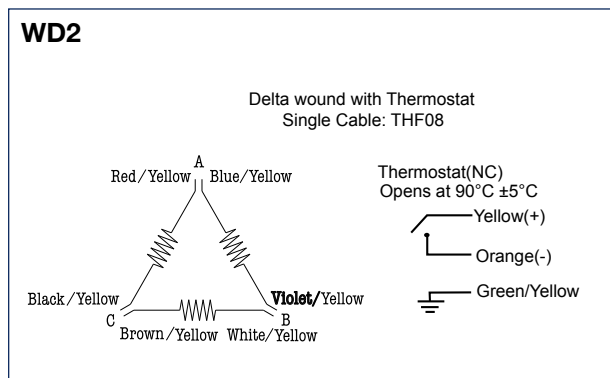 WD2
Delta wound with Thermostat
Single Cable: THF08
A
Red/Yellow Blue/Yellow
Thermostat(NC)
Opens at 90°C ±5°C
Yellow(+)
Orange(-)
Green/Yellow
Black/Yellow Violet/Yellow
C B
Brown/Yellow White/Yellow